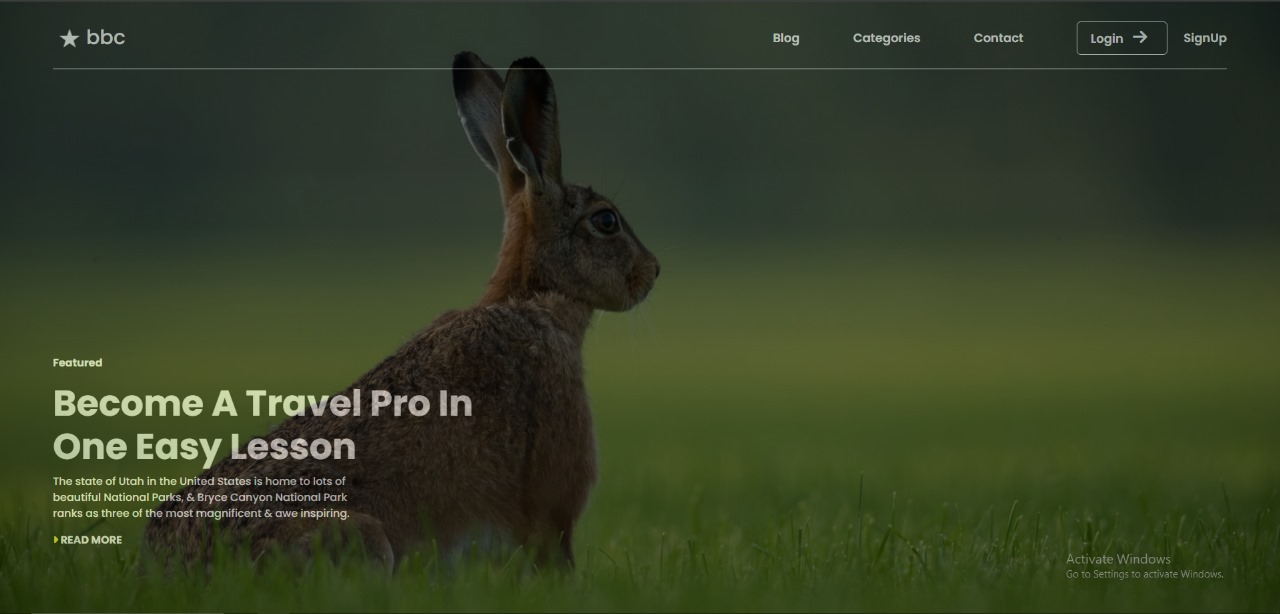 bbc
Blog
Categories
Contact
Login
SignUp
Featured
Become A Travel Pro In
One Easy Lesson
The state of Utah in the United States is home to lots of
beautiful National Parks, & Bryce Canyon National Park
ranks as three of the most magnificent & awe inspiring.
READ MORE
Activate Windows
Go to Settings to activate Windows.